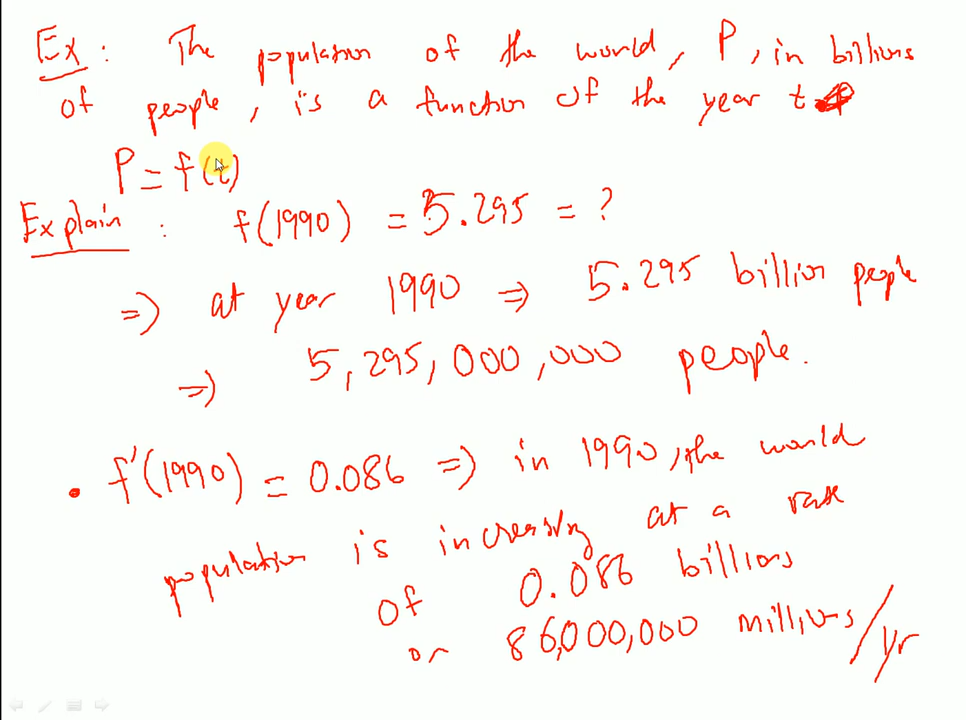 Ex: The population of the world, P, in billions
of people, is a function of the year t
P = f(t)
Explain: f(1990) = 5.295 = ?
=> at year 1990 => 5.295 billion people
=> 5,295,000,000 people.
• f'(1990) = 0.086 => in 1990, the world
population is increasing at a rate
of 0.086 billions
or 86,000,000 millions/yr